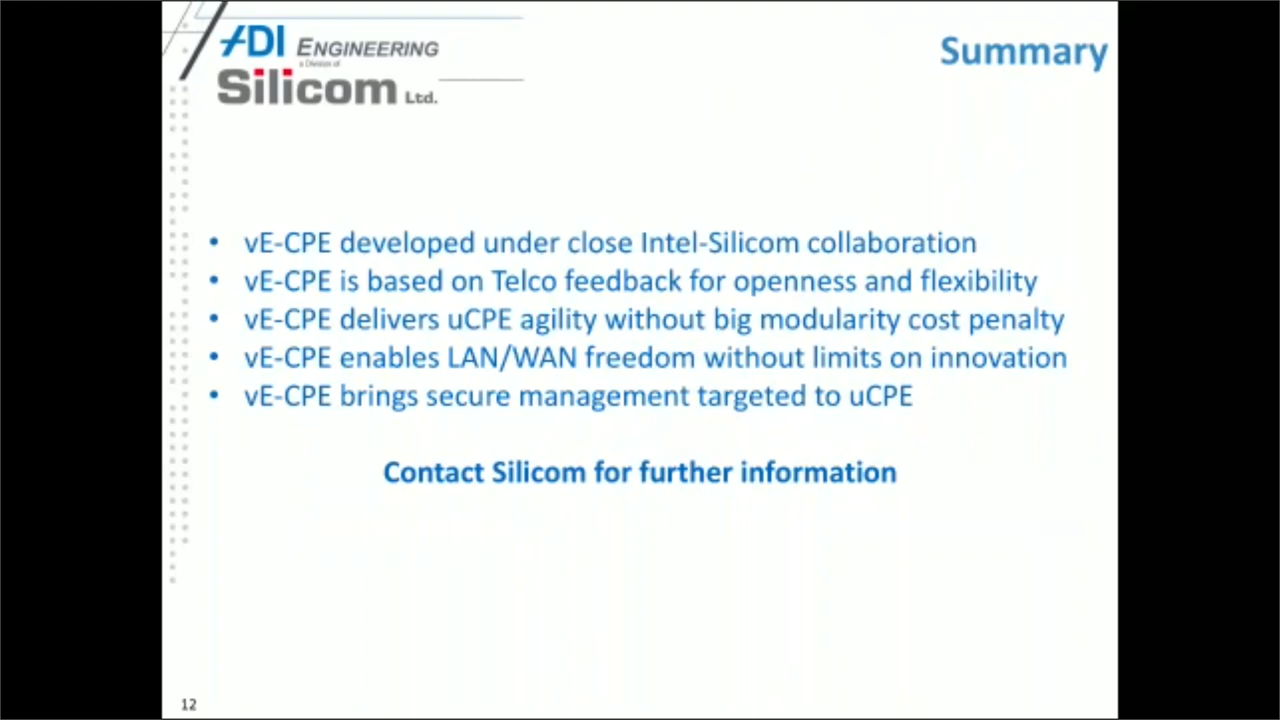 ADI ENGINEERING
a Division of
Silicom Ltd.
Summary
• vE-CPE developed under close Intel-Silicom collaboration
• vE-CPE is based on Telco feedback for openness and flexibility
• vE-CPE delivers uCPE agility without big modularity cost penalty
• vE-CPE enables LAN/WAN freedom without limits on innovation
• vE-CPE brings secure management targeted to uCPE
Contact Silicom for further information
12